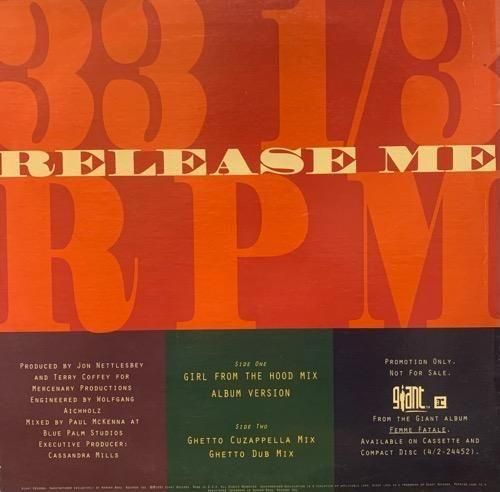 33 1/3
RELEASE ME
RPM
PRODUCED BY JON NETTLESBEY
AND TERRY COFFEY FOR
MERCENARY PRODUCTIONS
ENGINEERED BY WOLFGANG
AICHHOLZ
MIXED BY PAUL MCKENNA AT
BLUE PALM STUDIOS
EXECUTIVE PRODUCER:
CASSANDRA MILLS
SIDE ONE
GIRL FROM THE HOOD MIX
ALBUM VERSION
SIDE TWO
GHETTO CUZAPPELLA MIX
GHETTO DUB MIX
PROMOTION ONLY.
NOT FOR SALE.
giant
FROM THE GIANT ALBUM
FEMME FATALE.
AVAILABLE ON CASSETTE AND
COMPACT DISC (4/2-24452).